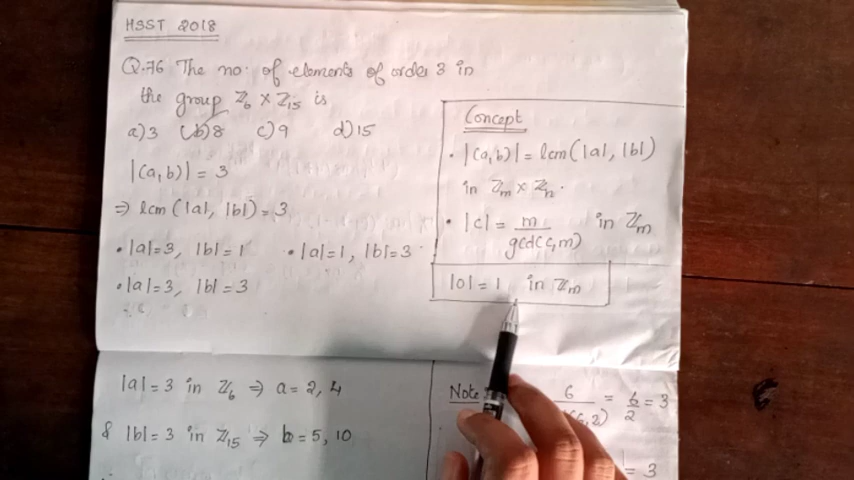 HSST 2018
Q.76 The no: of elements of order 3 in
the group Z₆ × Z₁₅ is
a) 3 b) 8 c) 9 d) 15
|(a,b)| = 3
⇒ lcm (|a|, |b|) = 3
• |a|=3, |b|=1 • |a|=1, |b|=3
• |a|=3, |b|=3
Concept
• |(a,b)| = lcm(|a|, |b|)
in Zₘ × Zₙ.
• |c| = m / gcd(c,m) in Zₘ
|0| = 1 in Zₘ
|a| = 3 in Z₆ ⇒ a = 2, 4
& |b| = 3 in Z₁₅ ⇒ b = 5, 10
Note
6 / , 2) = 6/2 = 3
= 3